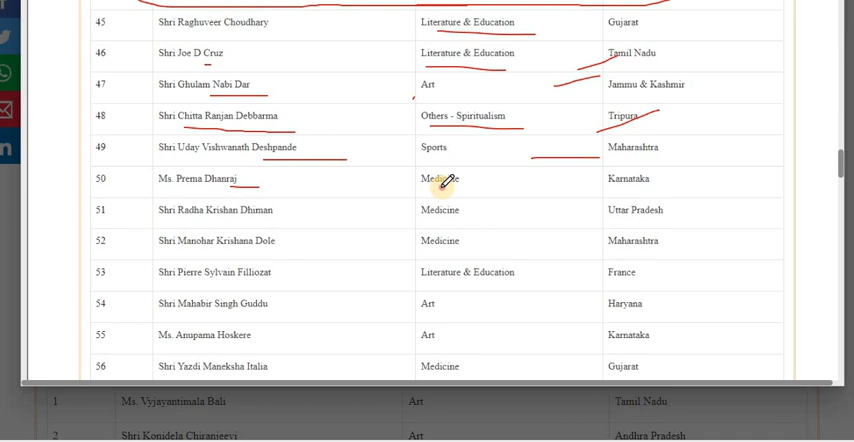 45 Shri Raghuveer Choudhary Literature & Education Gujarat
46 Shri Joe D Cruz Literature & Education Tamil Nadu
47 Shri Ghulam Nabi Dar Art Jammu & Kashmir
48 Shri Chitta Ranjan Debbarma Others - Spiritualism Tripura
49 Shri Uday Vishwanath Deshpande Sports Maharashtra
50 Ms. Prema Dhanraj Medicine Karnataka
51 Shri Radha Krishan Dhiman Medicine Uttar Pradesh
52 Shri Manohar Krishana Dole Medicine Maharashtra
53 Shri Pierre Sylvain Filliozat Literature & Education France
54 Shri Mahabir Singh Guddu Art Haryana
55 Ms. Anupama Hoskere Art Karnataka
56 Shri Yazdi Maneksha Italia Medicine Gujarat
1 Ms. Vyjayantimala Bali Art Tamil Nadu
2 Shri Konidela Chiranjeevi Art Andhra Pradesh